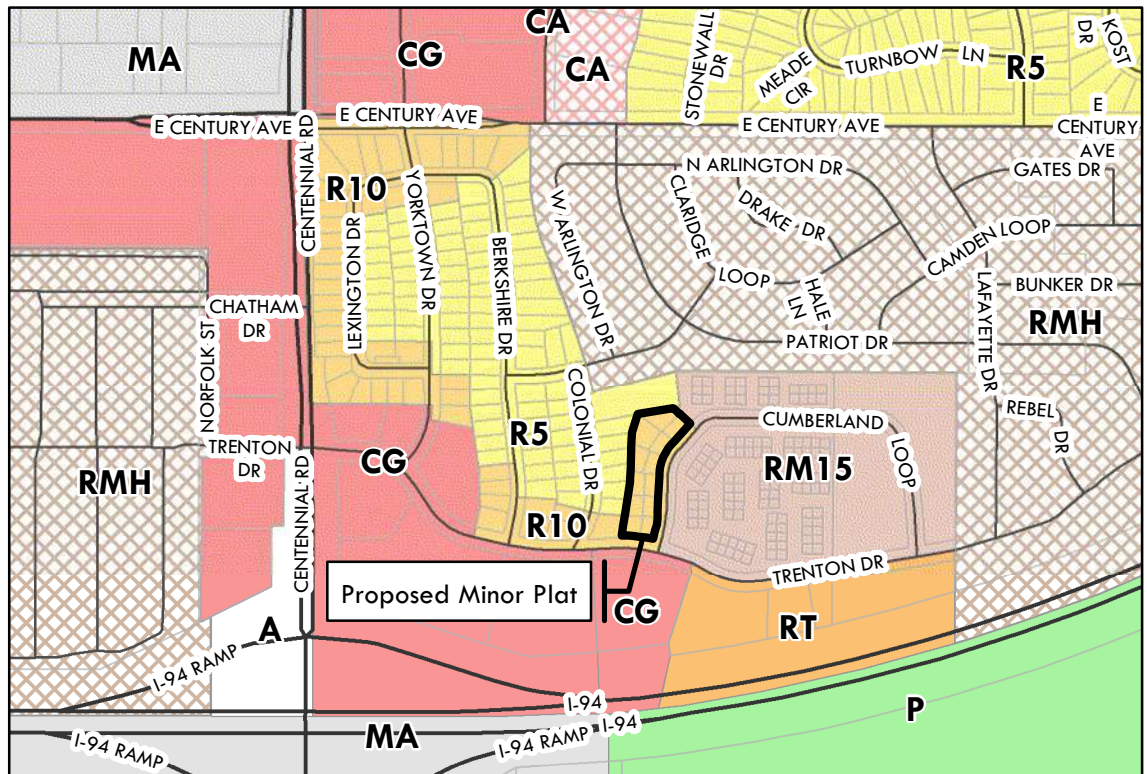 CA
MA
CG
CA
STONEWALL
DR
MEADE
CIR
TURNBOW
LN
R5
KOST
DR
E CENTURY AVE
E CENTURY AVE
E CENTURY AVE
E
CENTURY
AVE
CENTENNIAL RD
R10
YORKTOWN DR
LEXINGTON DR
BERKSHIRE DR
W ARLINGTON DR
N ARLINGTON DR
CLARIDGE
LOOP
DRAKE DR
HALE
LN
GATES DR
CAMDEN LOOP
BUNKER DR
LAFAYETTE DR
RMH
PATRIOT DR
CHATHAM
DR
NORFOLK ST
TRENTON
DR
COLONIAL DR
R5
CUMBERLAND
LOOP
REBEL
DR
RMH
CG
RM15
CENTENNIAL RD
R10
TRENTON DR
Proposed Minor Plat
CG
RT
A
I-94 RAMP
I-94
P
I-94 RAMP
MA
I-94 RAMP
I-94